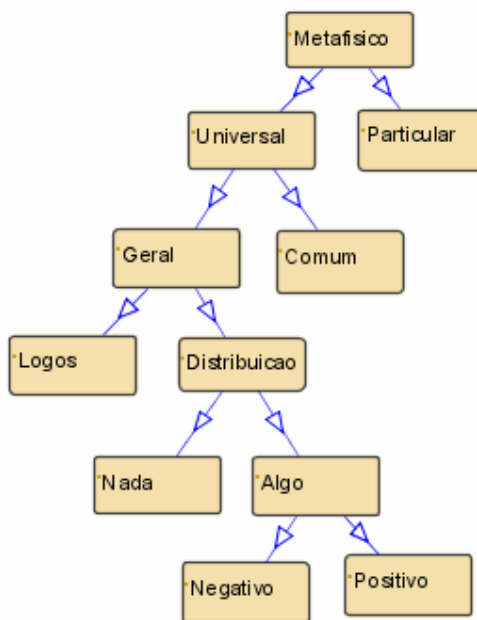 Metafisico
Universal
Particular
Geral
Comum
Logos
Distribuicao
Nada
Algo
Negativo
Positivo